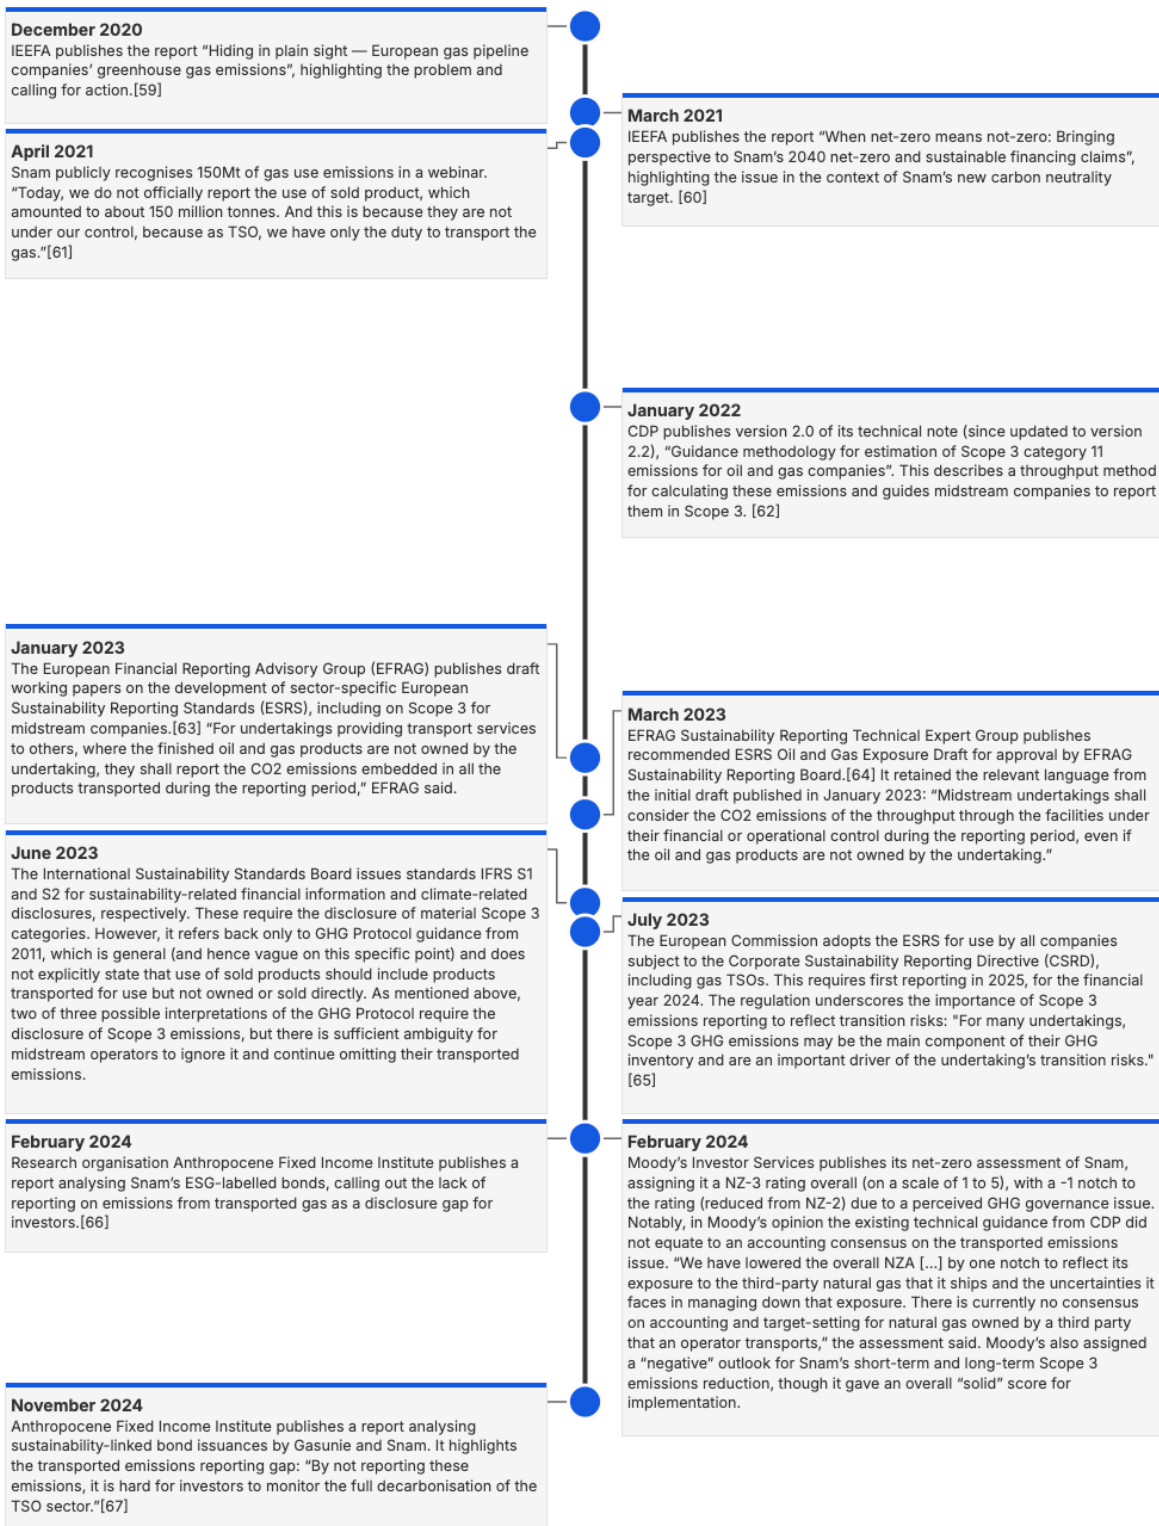 December 2020
IEEFA publishes the report “Hiding in plain sight — European gas pipeline
companies’ greenhouse gas emissions”, highlighting the problem and
calling for action.[59]
March 2021
IEEFA publishes the report “When net-zero means not-zero: Bringing
perspective to Snam’s 2040 net-zero and sustainable financing claims”,
highlighting the issue in the context of Snam’s new carbon neutrality
target. [60]
April 2021
Snam publicly recognises 150Mt of gas use emissions in a webinar.
“Today, we do not officially report the use of sold product, which
amounted to about 150 million tonnes. And this is because they are not
under our control, because as TSO, we have only the duty to transport the
gas.”[61]
January 2022
CDP publishes version 2.0 of its technical note (since updated to version
2.2), “Guidance methodology for estimation of Scope 3 category 11
emissions for oil and gas companies”. This describes a throughput method
for calculating these emissions and guides midstream companies to report
them in Scope 3. [62]
January 2023
The European Financial Reporting Advisory Group (EFRAG) publishes draft
working papers on the development of sector-specific European
Sustainability Reporting Standards (ESRS), including on Scope 3 for
midstream companies.[63] “For undertakings providing transport services
to others, where the finished oil and gas products are not owned by the
undertaking, they shall report the CO2 emissions embedded in all the
products transported during the reporting period,” EFRAG said.
March 2023
EFRAG Sustainability Reporting Technical Expert Group publishes
recommended ESRS Oil and Gas Exposure Draft for approval by EFRAG
Sustainability Reporting Board.[64] It retained the relevant language from
the initial draft published in January 2023: “Midstream undertakings shall
consider the CO2 emissions of the throughput through the facilities under
their financial or operational control during the reporting period, even if
the oil and gas products are not owned by the undertaking.”
June 2023
The International Sustainability Standards Board issues standards IFRS S1
and S2 for sustainability-related financial information and climate-related
disclosures, respectively. These require the disclosure of material Scope 3
categories. However, it refers back only to GHG Protocol guidance from
2011, which is general (and hence vague on this specific point) and does
not explicitly state that use of sold products should include products
transported for use but not owned or sold directly. As mentioned above,
two of three possible interpretations of the GHG Protocol require the
disclosure of Scope 3 emissions, but there is sufficient ambiguity for
midstream operators to ignore it and continue omitting their transported
emissions.
July 2023
The European Commission adopts the ESRS for use by all companies
subject to the Corporate Sustainability Reporting Directive (CSRD),
including gas TSOs. This requires first reporting in 2025, for the financial
year 2024. The regulation underscores the importance of Scope 3
emissions reporting to reflect transition risks: "For many undertakings,
Scope 3 GHG emissions may be the main component of their GHG
inventory and are an important driver of the undertaking’s transition risks."
[65]
February 2024
Research organisation Anthropocene Fixed Income Institute publishes a
report analysing Snam’s ESG-labelled bonds, calling out the lack of
reporting on emissions from transported gas as a disclosure gap for
investors.[66]
February 2024
Moody’s Investor Services publishes its net-zero assessment of Snam,
assigning it a NZ-3 rating overall (on a scale of 1 to 5), with a -1 notch to
the rating (reduced from NZ-2) due to a perceived GHG governance issue.
Notably, in Moody’s opinion the existing technical guidance from CDP did
not equate to an accounting consensus on the transported emissions
issue. “We have lowered the overall NZA [...] by one notch to reflect its
exposure to the third-party natural gas that it ships and the uncertainties it
faces in managing down that exposure. There is currently no consensus
on accounting and target-setting for natural gas owned by a third party
that an operator transports,” the assessment said. Moody’s also assigned
a “negative” outlook for Snam’s short-term and long-term Scope 3
emissions reduction, though it gave an overall “solid” score for
implementation.
November 2024
Anthropocene Fixed Income Institute publishes a report analysing
sustainability-linked bond issuances by Gasunie and Snam. It highlights
the transported emissions reporting gap: “By not reporting these
emissions, it is hard for investors to monitor the full decarbonisation of the
TSO sector.”[67]